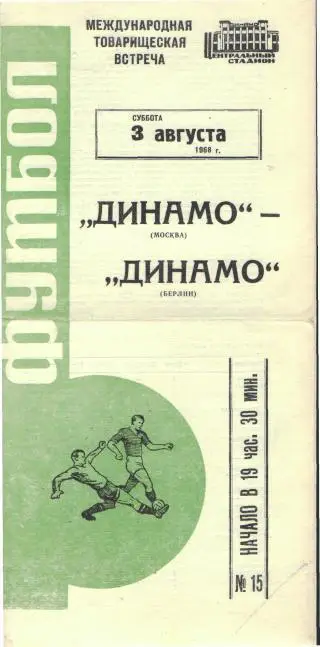 МЕЖДУНАРОДНАЯ
ТОВАРИЩЕСКАЯ
ВСТРЕЧА
ЦЕНТРАЛЬНЫЙ
СТАДИОН
ФУТБОЛ
СУББОТА
3 августа
1968 г.
„ДИНАМО“ —
(МОСКВА)
„ДИНАМО“
(БЕРЛИН)
НАЧАЛО В 19 час. 30 мин.
№ 15